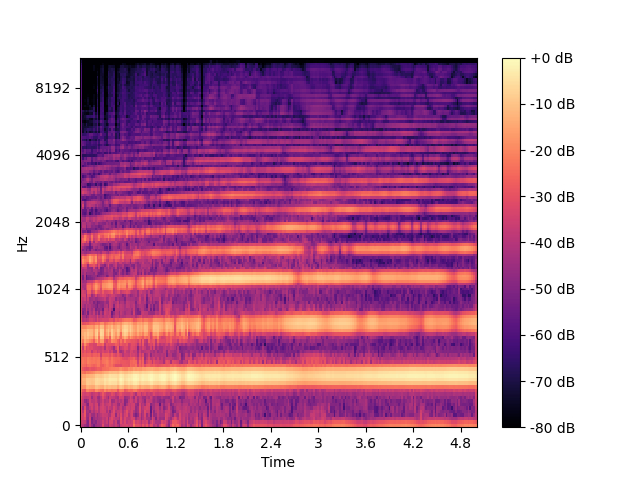 +0 dB
8192
-10 dB
4096
-20 dB
-30 dB
2048
Hz
-40 dB
1024
-50 dB
512
-60 dB
-70 dB
0
-80 dB
0 0.6 1.2 1.8 2.4 3 3.6 4.2 4.8
Time